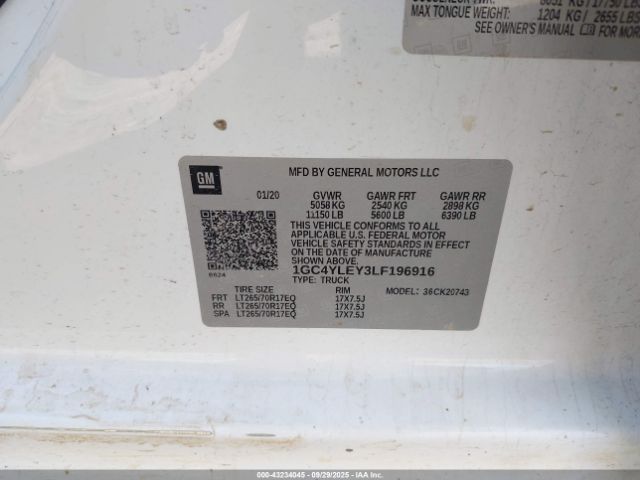 MAX TONGUE WEIGHT: 1204 KG / 2655 LBS
SEE OWNER'S MANUAL FOR MOR
GM
MFD BY GENERAL MOTORS LLC
01/20 GVWR GAWR FRT GAWR RR
5058 KG 2540 KG 2898 KG
11150 LB 5600 LB 6390 LB
THIS VEHICLE CONFORMS TO ALL
APPLICABLE U.S. FEDERAL MOTOR
VEHICLE SAFETY STANDARDS IN EFFECT
ON THE DATE OF MANUFACTURE
SHOWN ABOVE.
1GC4YLEY3LF196916
TYPE: TRUCK
TIRE SIZE RIM MODEL: 36CK20743
FRT LT265/70R17EQ 17X7.5J
RR LT265/70R17EQ 17X7.5J
SPA LT265/70R17EQ 17X7.5J
000-43234045 - 09/29/2025 - IAAI.COM